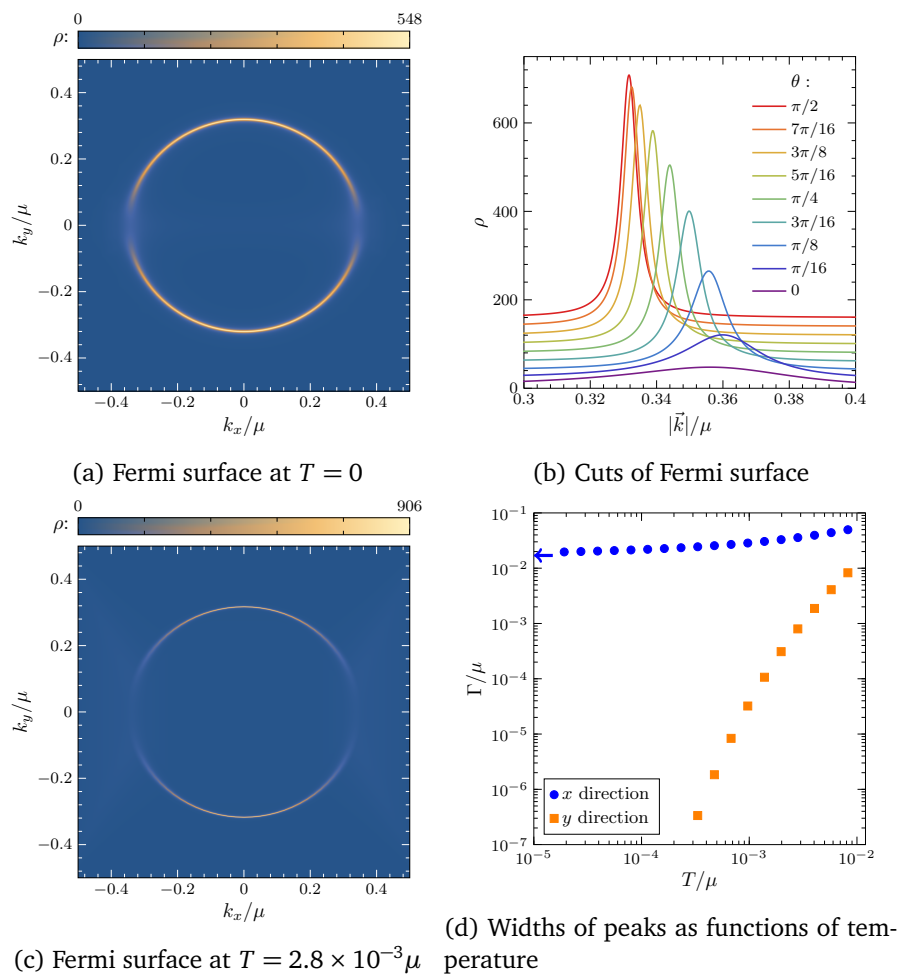 0 548
ρ:
0.4
0.2
0
−0.2
−0.4
k_y/μ
−0.4 −0.2 0 0.2 0.4
k_x/μ
(a) Fermi surface at T = 0
600
400
200
0
ρ
θ :
π/2
7π/16
3π/8
5π/16
π/4
3π/16
π/8
π/16
0
0.3 0.32 0.34 0.36 0.38 0.4
|k⃗|/μ
(b) Cuts of Fermi surface
0 906
ρ:
0.4
0.2
0
−0.2
−0.4
k_y/μ
−0.4 −0.2 0 0.2 0.4
k_x/μ
(c) Fermi surface at T = 2.8 × 10⁻³μ
10⁻¹
10⁻²
10⁻³
10⁻⁴
10⁻⁵
10⁻⁶
10⁻⁷
Γ/μ
x direction
y direction
10⁻⁵ 10⁻⁴ 10⁻³ 10⁻²
T/μ
(d) Widths of peaks as functions of tem-
perature